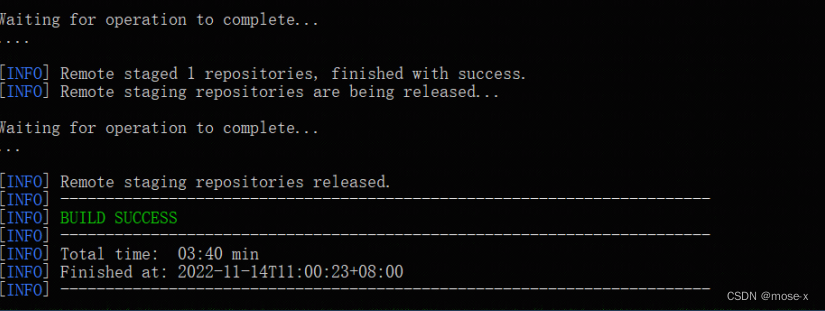 Waiting for operation to complete...
....
[INFO] Remote staged 1 repositories, finished with success.
[INFO] Remote staging repositories are being released...
Waiting for operation to complete...
...
[INFO] Remote staging repositories released.
[INFO] ------------------------------------------------------------------------
[INFO] BUILD SUCCESS
[INFO] ------------------------------------------------------------------------
[INFO] Total time:  03:40 min
[INFO] Finished at: 2022-11-14T11:00:23+08:00
[INFO] ------------------------------------------------------------------------
CSDN @mose-x